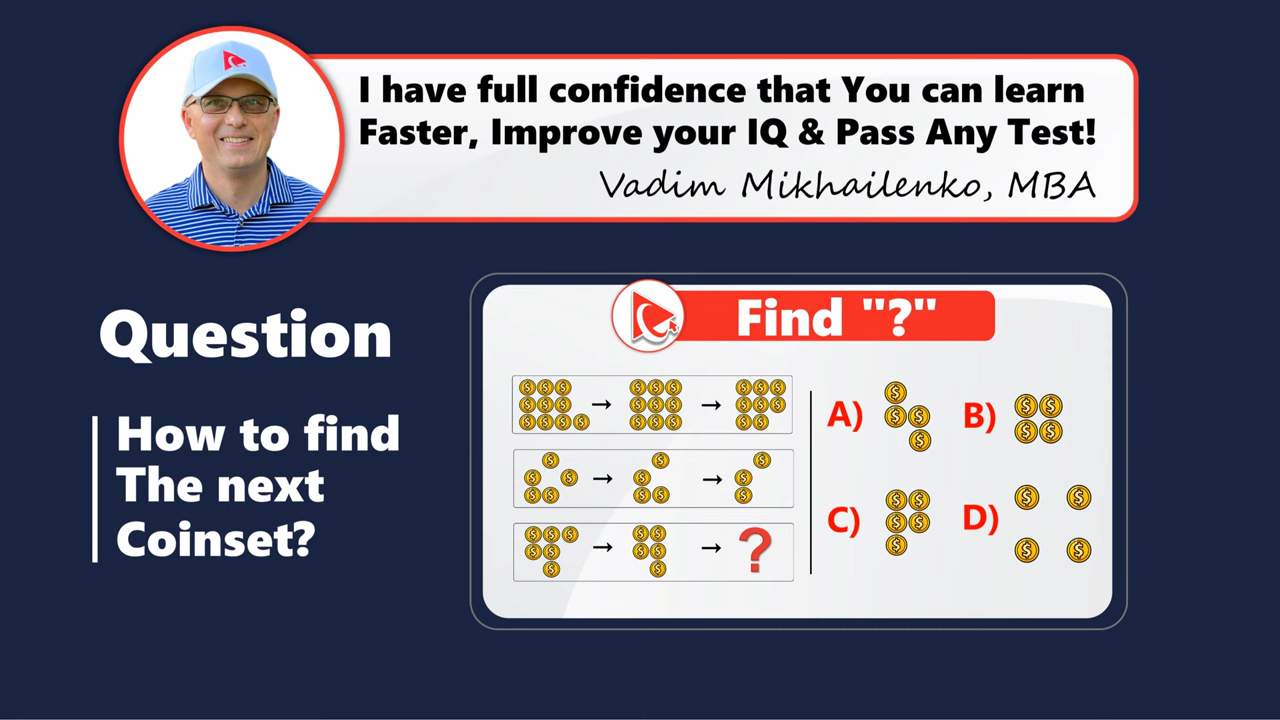 I have full confidence that You can learn
Faster, Improve your IQ & Pass Any Test!
Vadim Mikhailenko, MBA
Question
How to find
The next
Coinset?
Find "?"
?
A)
B)
C)
D)